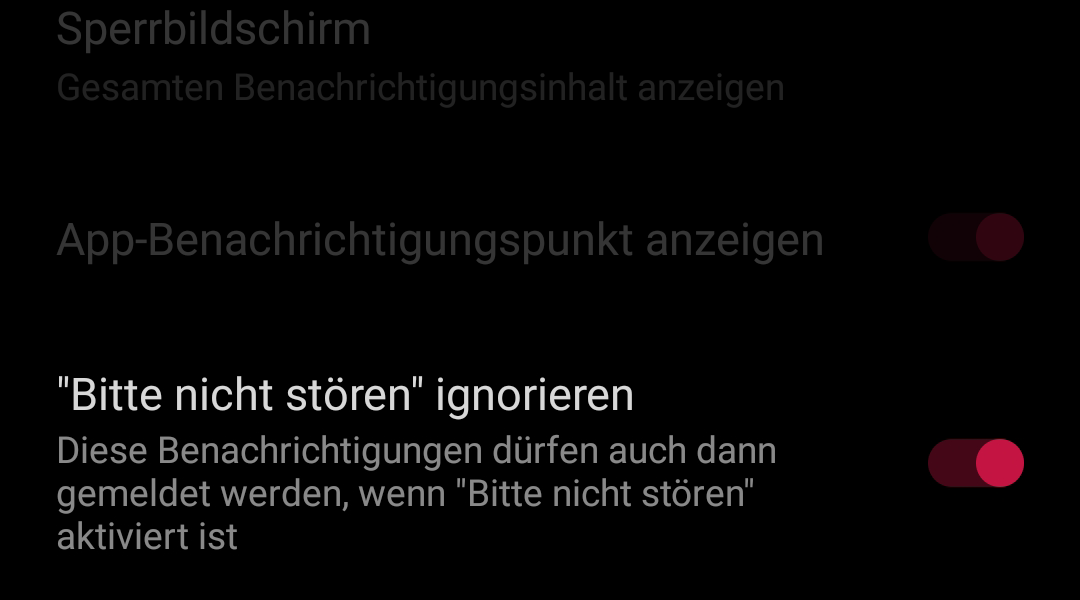 Sperrbildschirm
Gesamten Benachrichtigungsinhalt anzeigen
App-Benachrichtigungspunkt anzeigen
"Bitte nicht stören" ignorieren
Diese Benachrichtigungen dürfen auch dann
gemeldet werden, wenn "Bitte nicht stören"
aktiviert ist